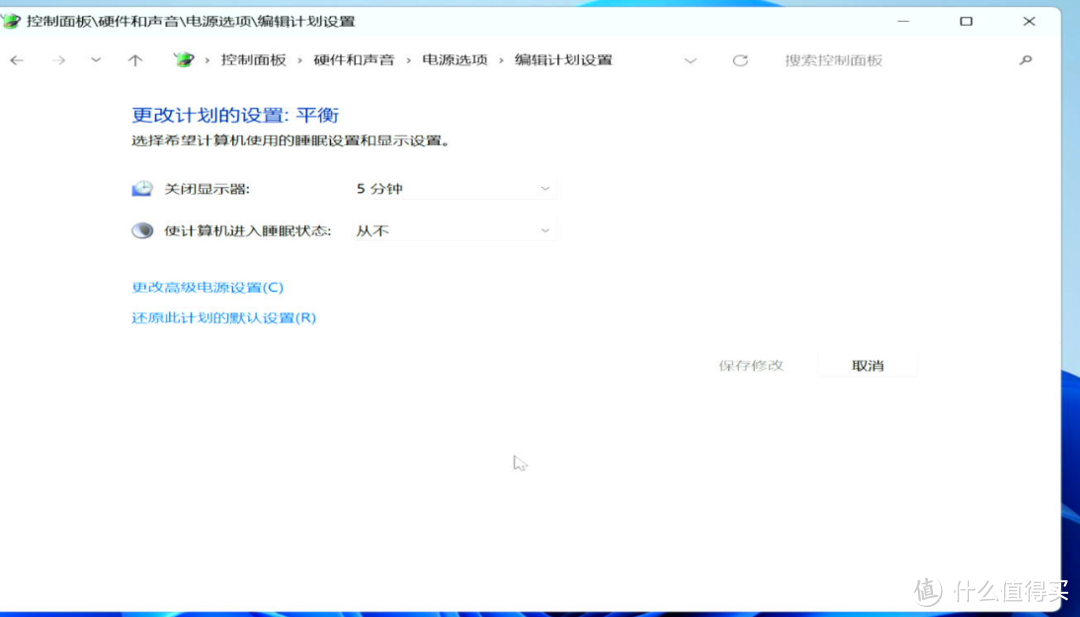 控制面板\硬件和声音\电源选项\编辑计划设置
控制面板 › 硬件和声音 › 电源选项 › 编辑计划设置
搜索控制面板
更改计划的设置: 平衡
选择希望计算机使用的睡眠设置和显示设置。
关闭显示器: 5 分钟
使计算机进入睡眠状态: 从不
更改高级电源设置(C)
还原此计划的默认设置(R)
保存修改 取消
值 什么值得买